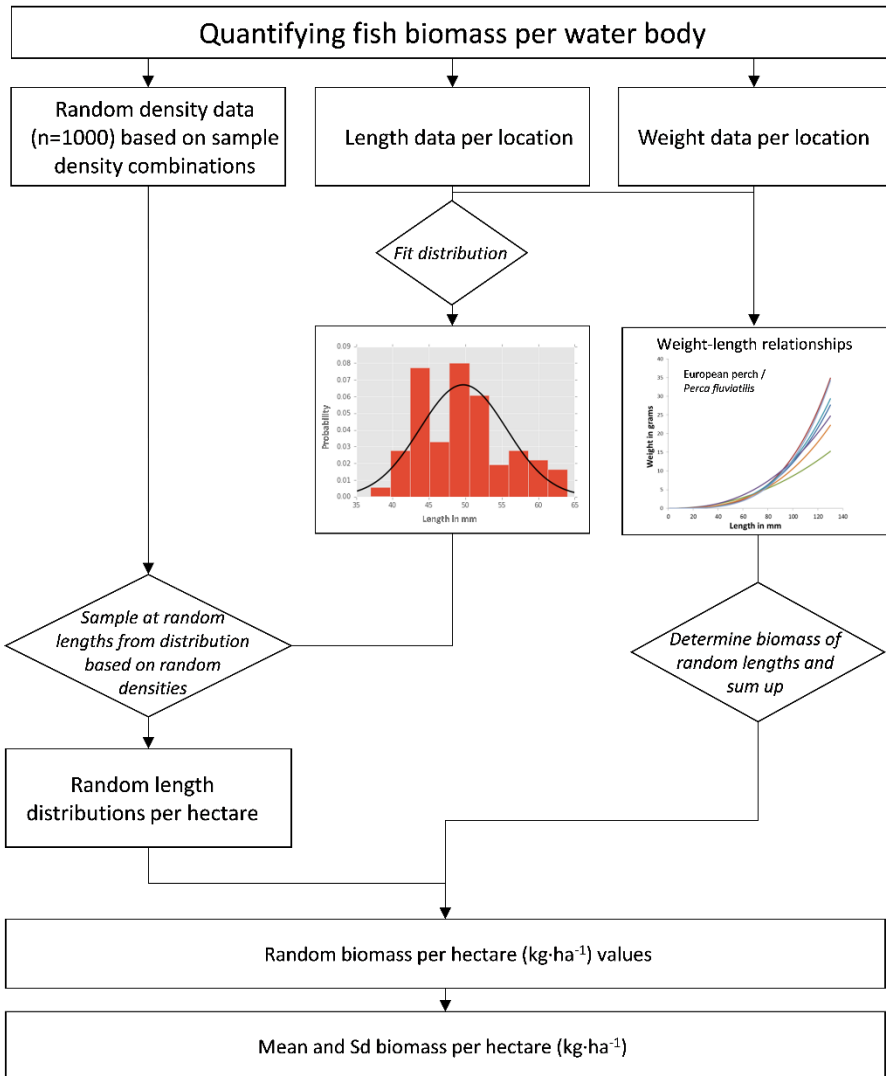 Quantifying fish biomass per water body
Random density data
(n=1000) based on sample
density combinations
Length data per location
Weight data per location
Fit distribution
0.09
0.08
0.07
0.06
0.05
0.04
0.03
0.02
0.01
0.00
Probability
35
40
45
50
55
60
65
Length in mm
Weight-length relationships
European perch /
Perca fluviatilis
40
35
30
25
20
15
10
5
0
Weight in grams
0
20
40
60
80
100
120
140
Length in mm
Sample at random
lengths from distribution
based on random
densities
Determine biomass of
random lengths and
sum up
Random length
distributions per hectare
Random biomass per hectare (kg·ha⁻¹) values
Mean and Sd biomass per hectare (kg·ha⁻¹)